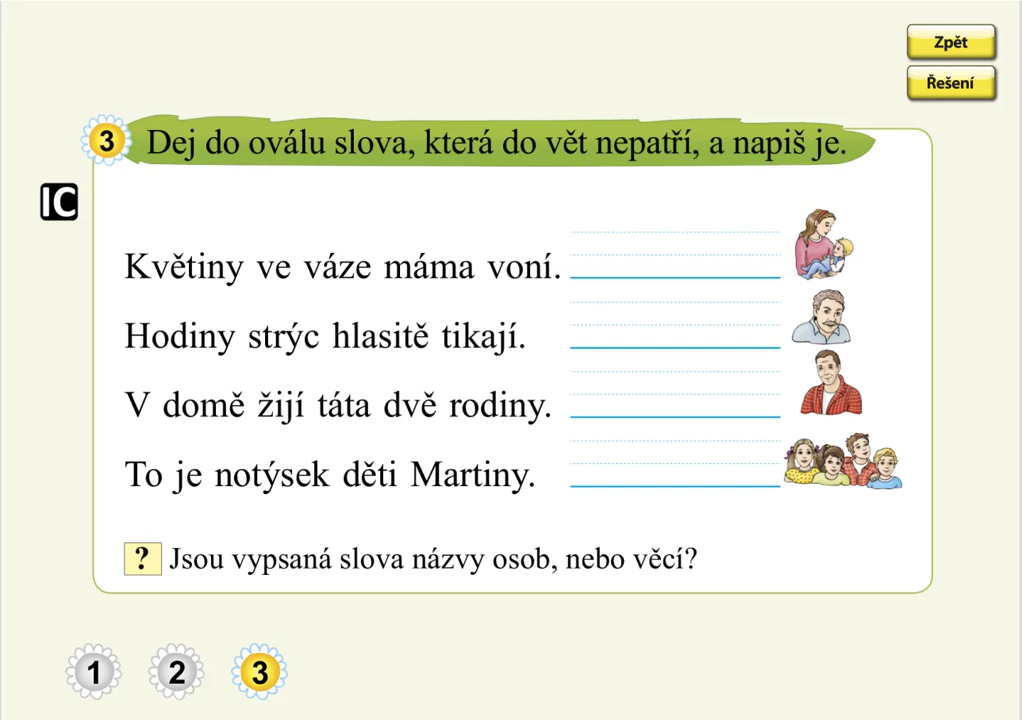 Zpět
Řešení
3 Dej do oválu slova, která do vět nepatří, a napiš je.
IC
Květiny ve váze máma voní.
Hodiny strýc hlasitě tikají.
V domě žijí táta dvě rodiny.
To je notýsek děti Martiny.
? Jsou vypsaná slova názvy osob, nebo věcí?
1 2 3